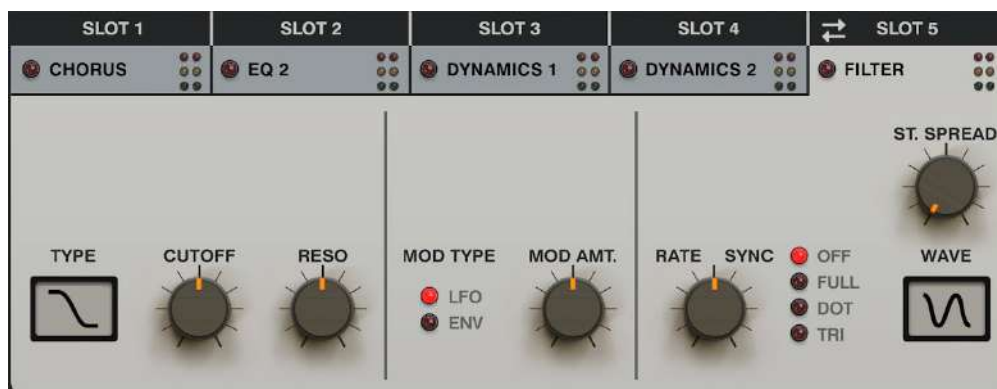 SLOT 1
SLOT 2
SLOT 3
SLOT 4
SLOT 5
CHORUS
EQ 2
DYNAMICS 1
DYNAMICS 2
FILTER
ST. SPREAD
TYPE
CUTOFF
RESO
MOD TYPE
MOD AMT.
RATE
SYNC
OFF
WAVE
LFO
FULL
ENV
DOT
TRI